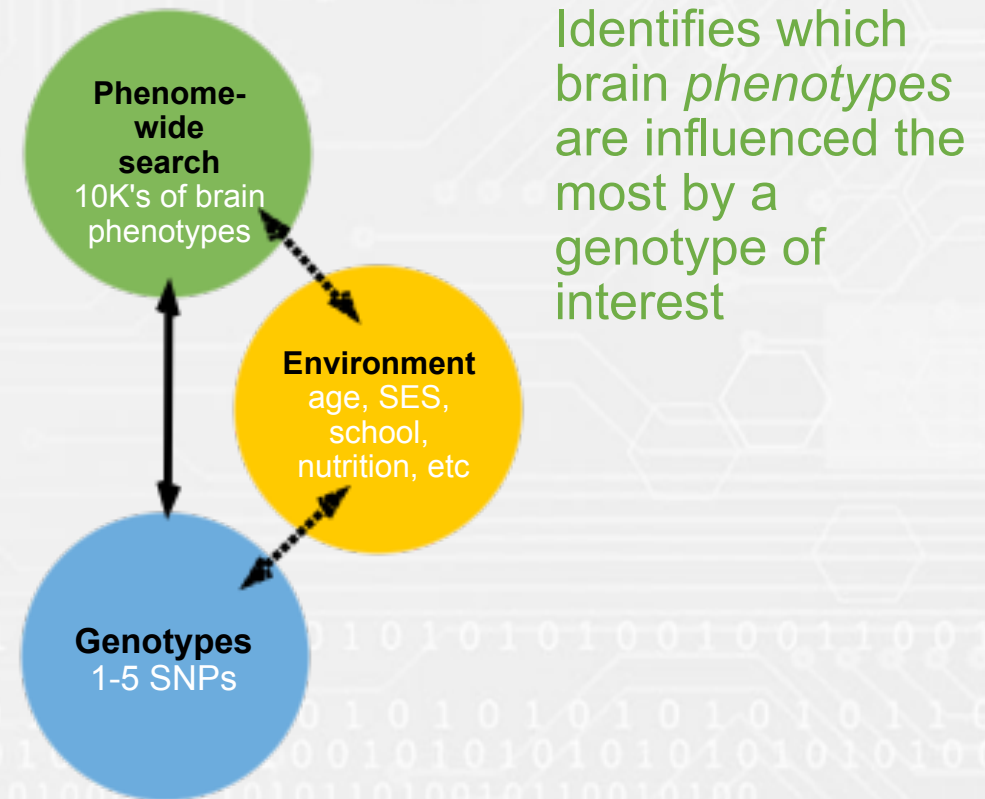 Phenome-
wide
search
10K's of brain
phenotypes
Identifies which
brain phenotypes
are influenced the
most by a
genotype of
interest
Environment
age, SES,
school,
nutrition, etc
Genotypes
1-5 SNPs